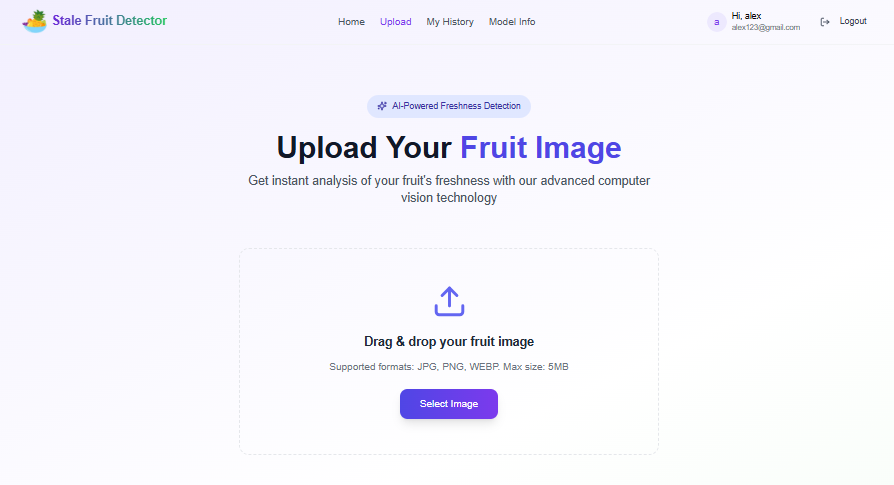 Stale Fruit Detector
Home
Upload
My History
Model Info
a
Hi, alex
alex123@gmail.com
Logout
AI-Powered Freshness Detection
Upload Your Fruit Image
Get instant analysis of your fruit's freshness with our advanced computer
vision technology
Drag & drop your fruit image
Supported formats: JPG, PNG, WEBP. Max size: 5MB
Select Image